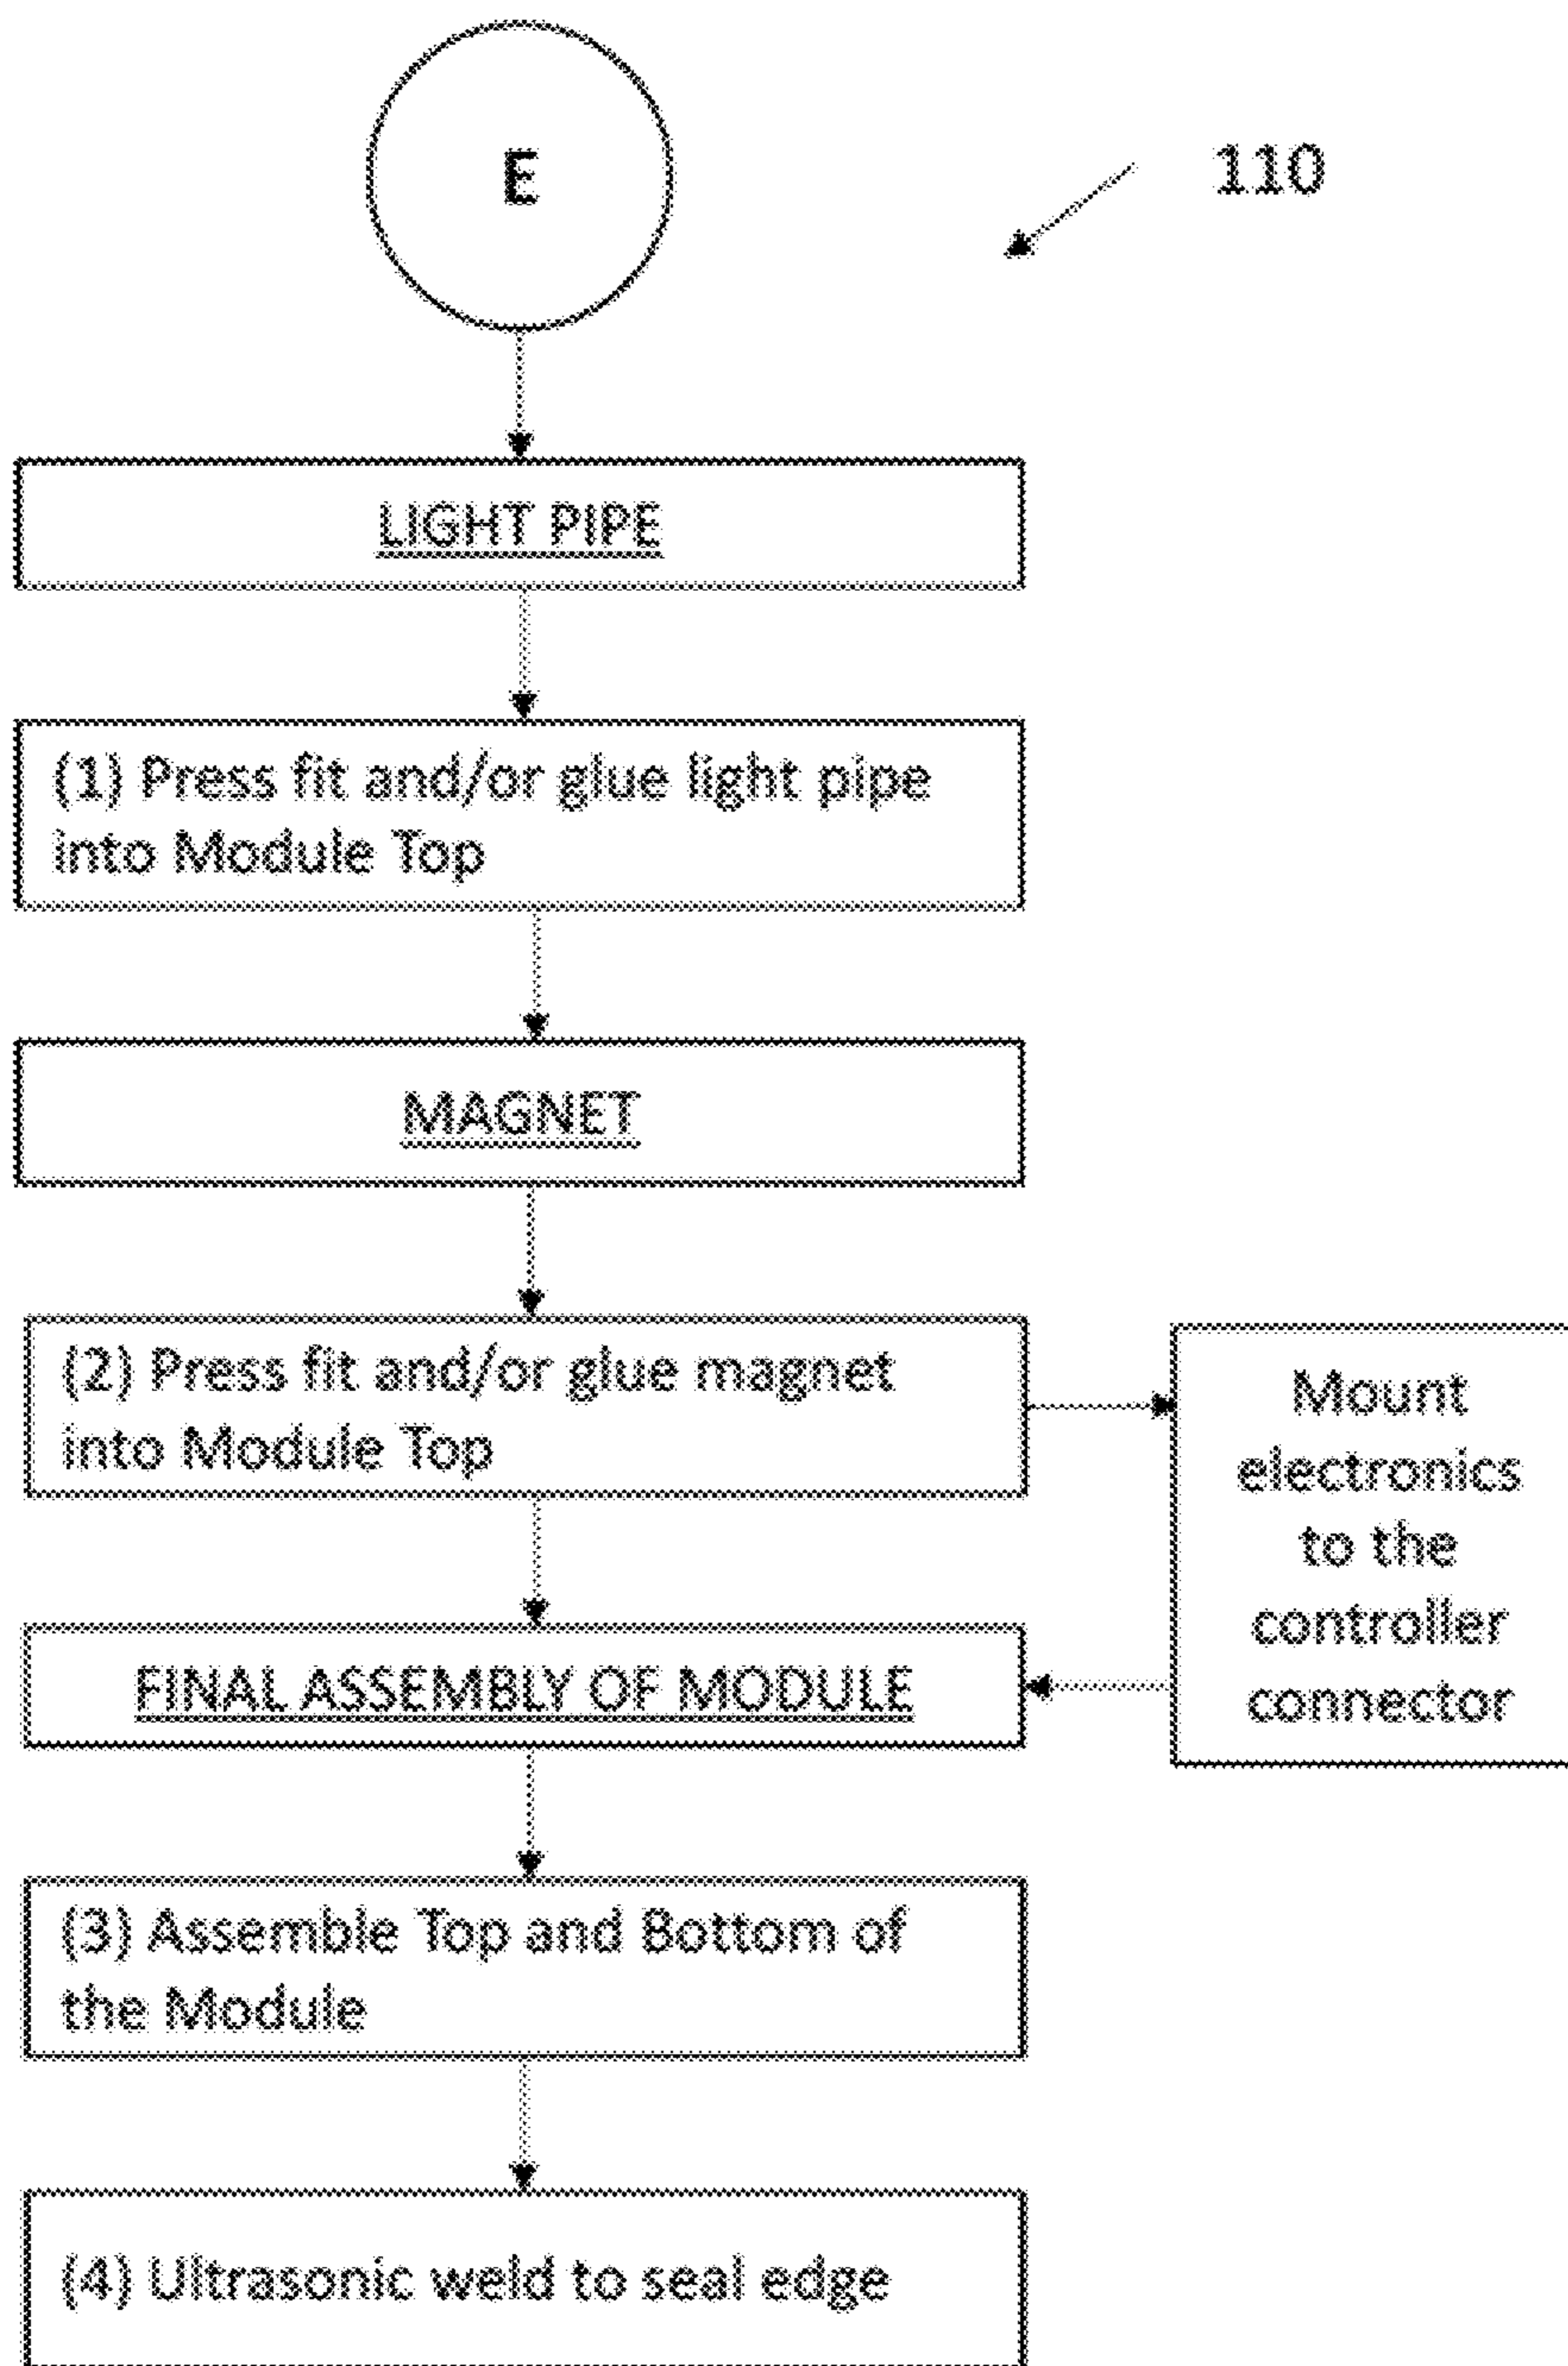 E
110
LIGHT PIPE
(1) Press fit and/or glue light pipe
into Module Top
MAGNET
(2) Press fit and/or glue magnet
into Module Top
Mount
electronics
to the
controller
connector
FINAL ASSEMBLY OF MODULE
(3) Assemble Top and Bottom of
the Module
(4) Ultrasonic weld to seal edge